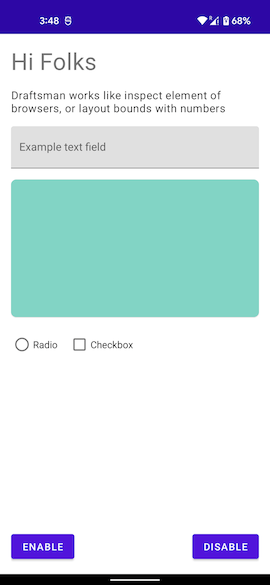 3:48
68%
Hi Folks
Draftsman works like inspect element of
browsers, or layout bounds with numbers
Example text field
Radio
Checkbox
ENABLE
DISABLE